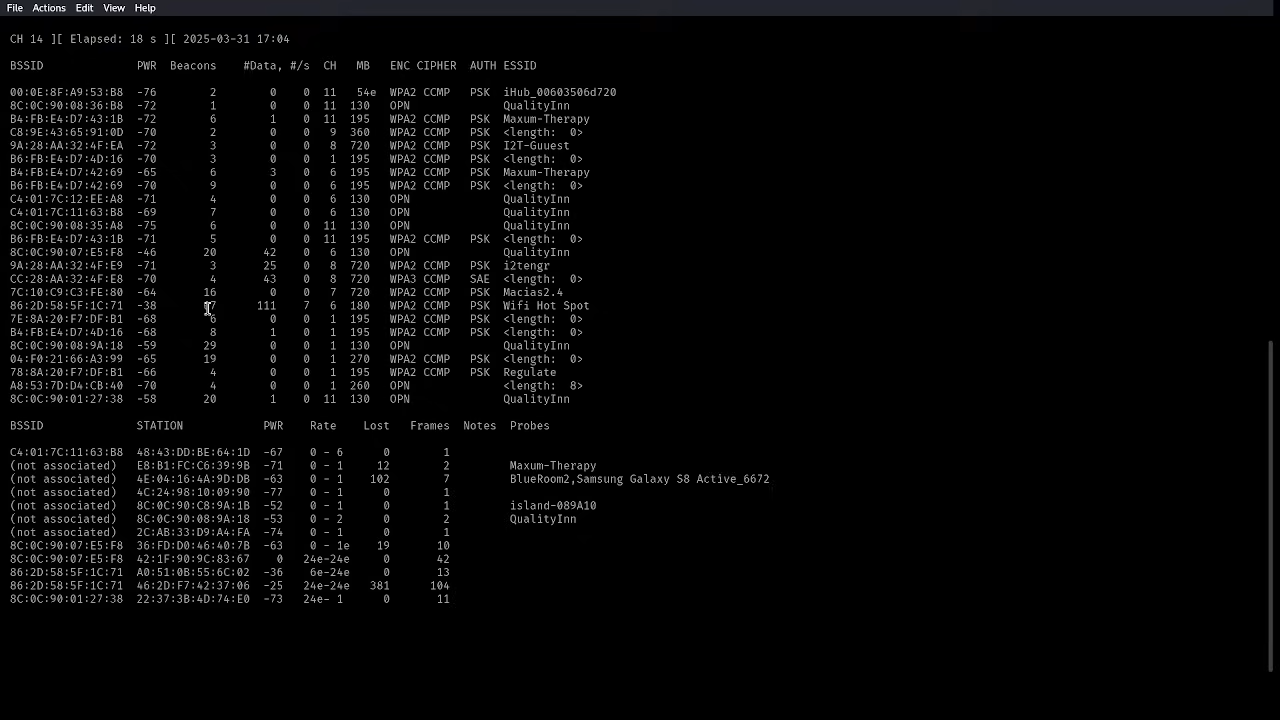 File Actions Edit View Help
CH 14 ][ Elapsed: 18 s ][ 2025-03-31 17:04
BSSID PWR Beacons #Data, #/s CH MB ENC CIPHER AUTH ESSID
00:0E:8F:A9:53:B8 -76 2 0 0 11 54e WPA2 CCMP PSK iHub_00603506d720
8C:0C:90:08:36:B8 -72 1 0 0 11 130 OPN QualityInn
B4:FB:E4:D7:43:1B -72 6 1 0 11 195 WPA2 CCMP PSK Maxum-Therapy
C8:9E:43:65:91:0D -70 2 0 0 9 360 WPA2 CCMP PSK <length: 0>
9A:28:AA:32:4F:EA -72 3 0 0 8 720 WPA2 CCMP PSK I2T-Guuest
B6:FB:E4:D7:4D:16 -70 3 0 0 1 195 WPA2 CCMP PSK <length: 0>
B4:FB:E4:D7:42:69 -65 6 3 0 6 195 WPA2 CCMP PSK Maxum-Therapy
B6:FB:E4:D7:42:69 -70 9 0 0 6 195 WPA2 CCMP PSK <length: 0>
C4:01:7C:12:EE:A8 -71 4 0 0 6 130 OPN QualityInn
C4:01:7C:11:63:B8 -69 7 0 0 6 130 OPN QualityInn
8C:0C:90:08:35:A8 -75 6 0 0 11 130 OPN QualityInn
B6:FB:E4:D7:43:1B -71 5 0 0 11 195 WPA2 CCMP PSK <length: 0>
8C:0C:90:07:E5:F8 -46 20 42 0 6 130 OPN QualityInn
9A:28:AA:32:4F:E9 -71 3 25 0 8 720 WPA2 CCMP PSK i2tengr
CC:28:AA:32:4F:E8 -70 4 43 0 8 720 WPA3 CCMP SAE <length: 0>
7C:10:C9:C3:FE:80 -64 16 0 0 7 720 WPA2 CCMP PSK Macias2.4
86:2D:58:5F:1C:71 -38 111 7 6 180 WPA2 CCMP PSK Wifi Hot Spot
7E:8A:20:F7:DF:B1 -68 6 0 0 1 195 WPA2 CCMP PSK <length: 0>
B4:FB:E4:D7:4D:16 -68 8 1 0 1 195 WPA2 CCMP PSK Maxum-Therapy
8C:0C:90:08:9A:18 -59 29 0 0 1 130 OPN QualityInn
04:F0:21:66:A3:99 -65 19 0 0 1 270 WPA2 CCMP PSK <length: 0>
78:8A:20:F7:DF:B1 -66 4 0 0 1 195 WPA2 CCMP PSK Regulate
A8:53:7D:D4:CB:40 -70 4 0 0 1 260 OPN <length: 8>
8C:0C:90:01:27:38 -58 20 1 0 11 130 OPN QualityInn
BSSID STATION PWR Rate Lost Frames Notes Probes
C4:01:7C:11:63:B8 48:43:DD:BE:64:1D -67 0 - 6 0 1
(not associated) E8:B1:FC:C6:39:9B -71 0 - 1 12 2 Maxum-Therapy
(not associated) 4E:04:16:4A:9D:DB -63 0 - 1 102 7 BlueRoom2,Samsung Galaxy S8 Active_6672
(not associated) 4C:24:98:10:09:90 -77 0 - 1 0 1
(not associated) 8C:0C:90:C8:9A:1B -52 0 - 1 0 1 island-089A10
(not associated) 8C:0C:90:08:9A:18 -53 0 - 2 0 2 QualityInn
(not associated) 2C:AB:33:D9:A4:FA -74 0 - 1 0 1
8C:0C:90:07:E5:F8 36:FD:D0:46:40:7B -63 0 - 1e 19 10
8C:0C:90:07:E5:F8 42:1F:90:9C:83:67 0 24e-24e 0 42
86:2D:58:5F:1C:71 A0:51:0B:55:6C:02 -36 6e-24e 0 13
86:2D:58:5F:1C:71 46:2D:F7:42:37:06 -25 24e-24e 381 104
8C:0C:90:01:27:38 22:37:3B:4D:74:E0 -73 24e- 1 0 11